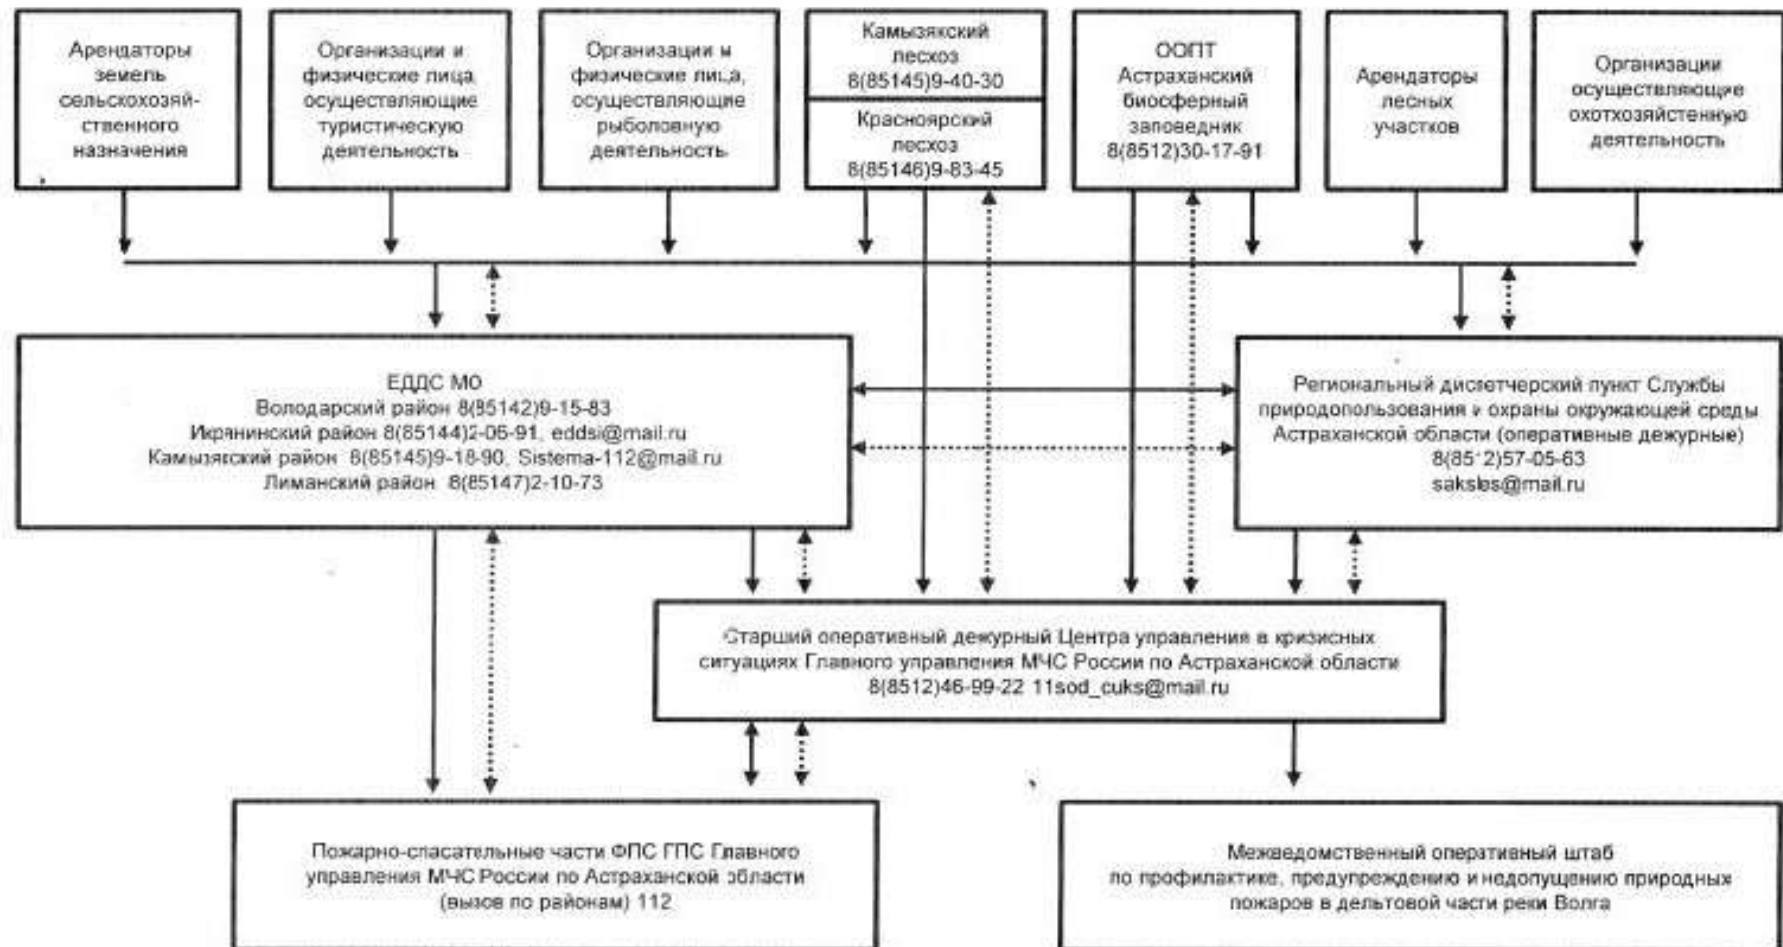 Арендаторы
земель
сельскохозяй-
ственного
назначения
Организации и
физические лица,
осуществляющие
туристическую
деятельность
Организации и
физические лица,
осуществляющие
рыболовную
деятельность
Камызякский
лесхоз
8(85145)9-40-30
Красноярский
лесхоз
8(85146)9-83-45
ООПТ
Астраханский
биосферный
заповедник
8(8512)30-17-91
Арендаторы
лесных
участков
Организации
осуществляющие
охотхозяйстенную
деятельность
ЕДДС МО
Володарский район 8(85142)9-15-83
Икрянинский район 8(85144)2-06-91, eddsi@mail.ru
Камызякский район 8(85145)9-18-90, Sistema-112@mail.ru
Лиманский район 8(85147)2-10-73
Региональный диспетчерский пункт Службы
природопользования и охраны окружающей среды
Астраханской области (оперативные дежурные)
8(8512)57-05-63
saksles@mail.ru
Старший оперативный дежурный Центра управления в кризисных
ситуациях Главного управления МЧС России по Астраханской области
8(8512)46-99-22 11sod_cuks@mail.ru
Пожарно-спасательные части ФПС ГПС Главного
управления МЧС России по Астраханской области
(вызов по районам) 112
Межведомственный оперативный штаб
по профилактике, предупреждению и недопущению природных
пожаров в дельтовой части реки Волга